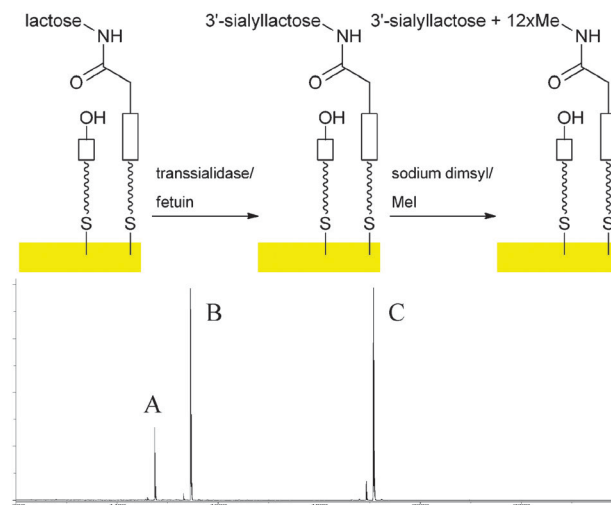 lactose
NH
O
OH
S
S
transsialidase/
fetuin
3'-sialyllactose
NH
O
OH
S
S
sodium dimsyl/
MeI
3'-sialyllactose + 12xMe
NH
O
OH
S
S
A
B
C